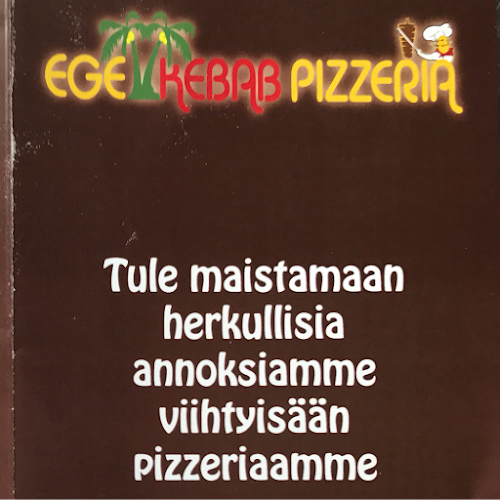 EGE KEBAB PIZZERIA
Tule maistamaan
herkullisia
annoksiamme
viihtyisään
pizzeriaamme